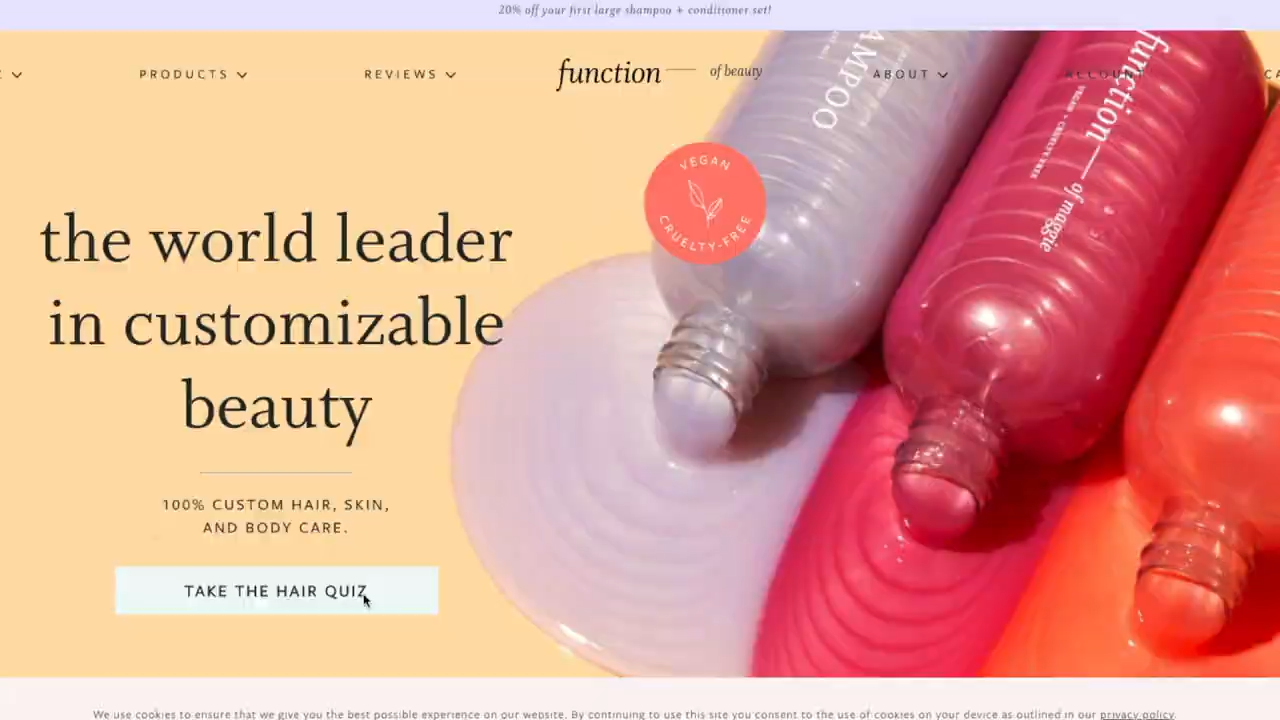 20% off your first large shampoo + conditioner set!
PRODUCTS
REVIEWS
function of beauty
ABOUT
ACCOUNT
AMPOO
function of maggie
VEGAN + CRUELTY-FREE
VEGAN
CRUELTY-FREE
the world leader
in customizable
beauty
100% CUSTOM HAIR, SKIN,
AND BODY CARE.
TAKE THE HAIR QUIZ
We use cookies to ensure that we give you the best possible experience on our website. By continuing to use this site you consent to the use of cookies on your device as outlined in our privacy policy.